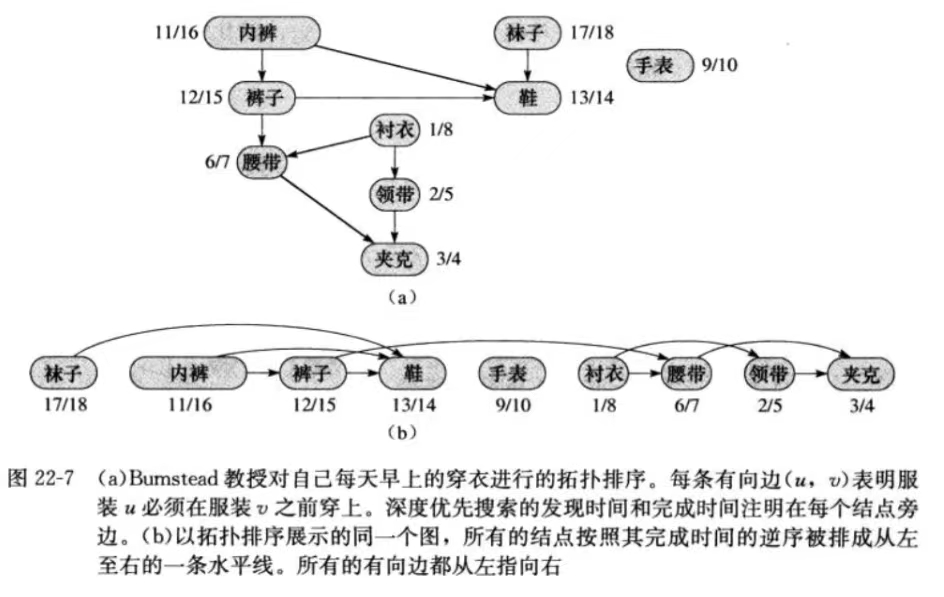 11/16 内裤 袜子 17/18
手表 9/10
12/15 裤子 鞋 13/14
衬衣 1/8
6/7 腰带
领带 2/5
夹克 3/4
(a)
袜子 内裤 裤子 鞋 手表 衬衣 腰带 领带 夹克
17/18 11/16 12/15 13/14 9/10 1/8 6/7 2/5 3/4
(b)
图 22-7 (a)Bumstead 教授对自己每天早上的穿衣进行的拓扑排序。每条有向边(u, v)表明服
装 u 必须在服装 v 之前穿上。深度优先搜索的发现时间和完成时间注明在每个结点旁
边。(b)以拓扑排序展示的同一个图，所有的结点按照其完成时间的逆序被排成从左
至右的一条水平线。所有的有向边都从左指向右